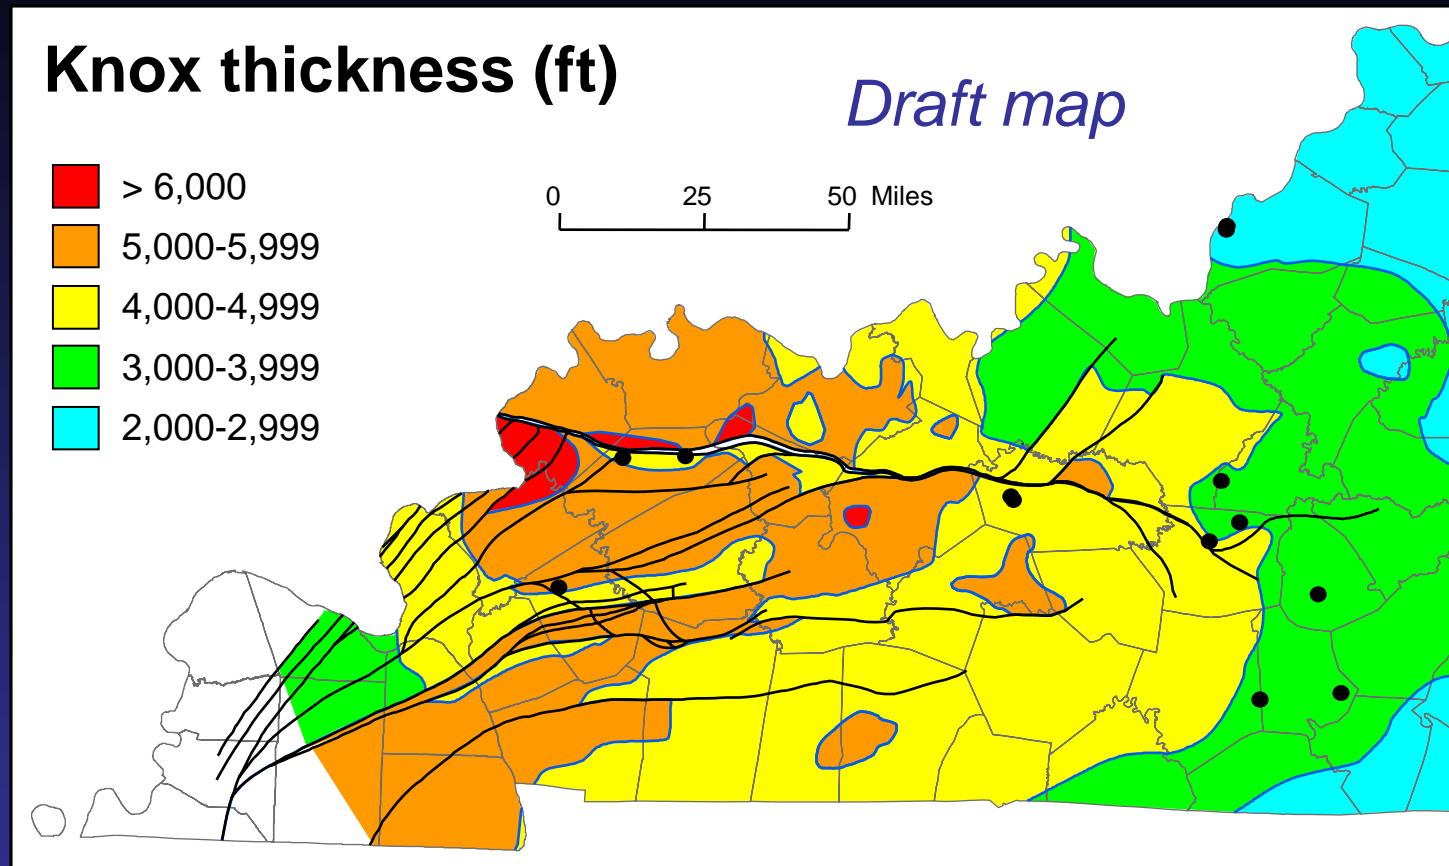 Knox thickness (ft)
Draft map
> 6,000
5,000-5,999
4,000-4,999
3,000-3,999
2,000-2,999
0 25 50 Miles